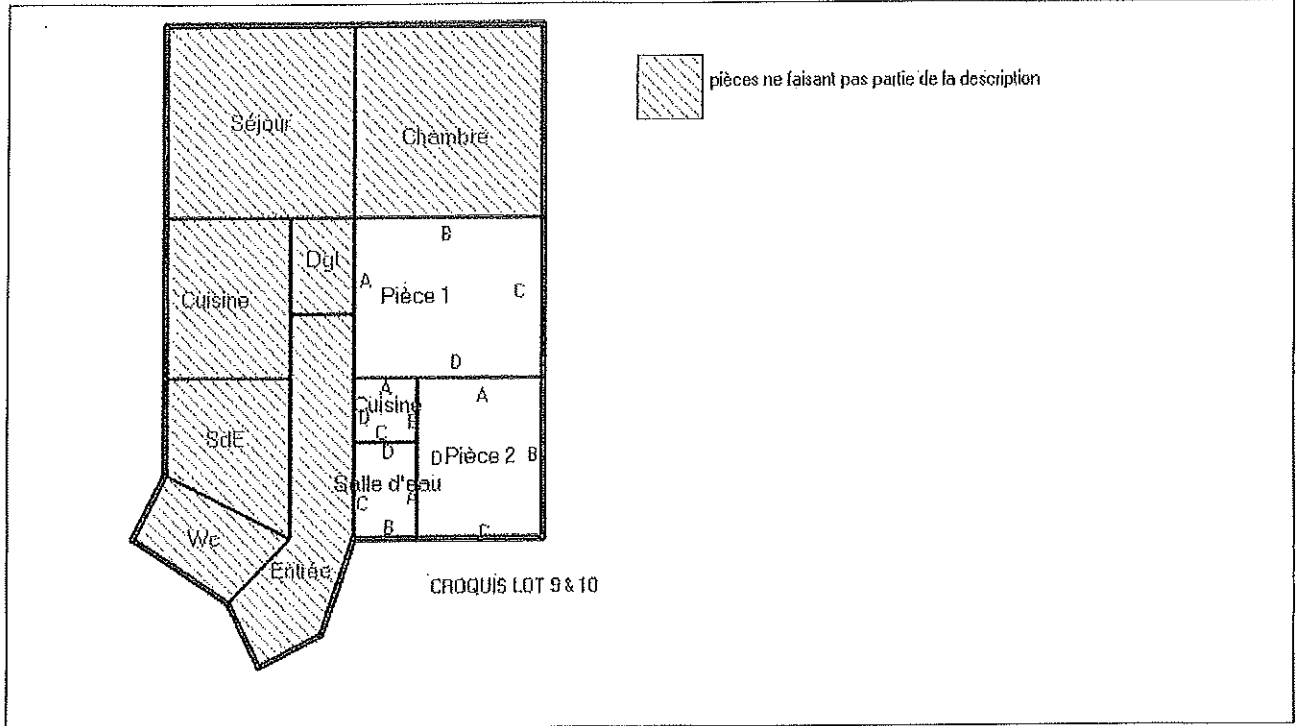 pièces ne faisant pas partie de la description
Séjour
Chambre
B
Dgt
A
Pièce 1
C
Cuisine
D
A
Cuisine
A
D
C
D
SdE
D
Pièce 2
B
Salle d'eau
C
B
C
Wc
Entrée
CROQUIS LOT 9 & 10